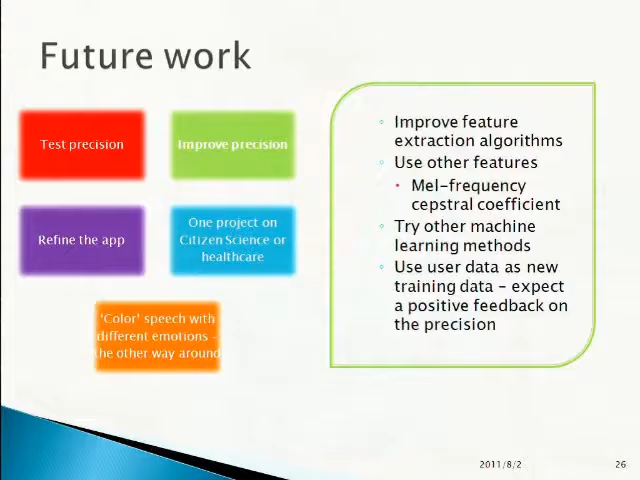 Future work
Test precision
Improve precision
Refine the app
One project on
Citizen Science or
healthcare
'Color' speech with
different emotions –
the other way around
Improve feature
extraction algorithms
Use other features
Mel-frequency
cepstral coefficient
Try other machine
learning methods
Use user data as new
training data – expect
a positive feedback on
the precision
2011/8/2
26